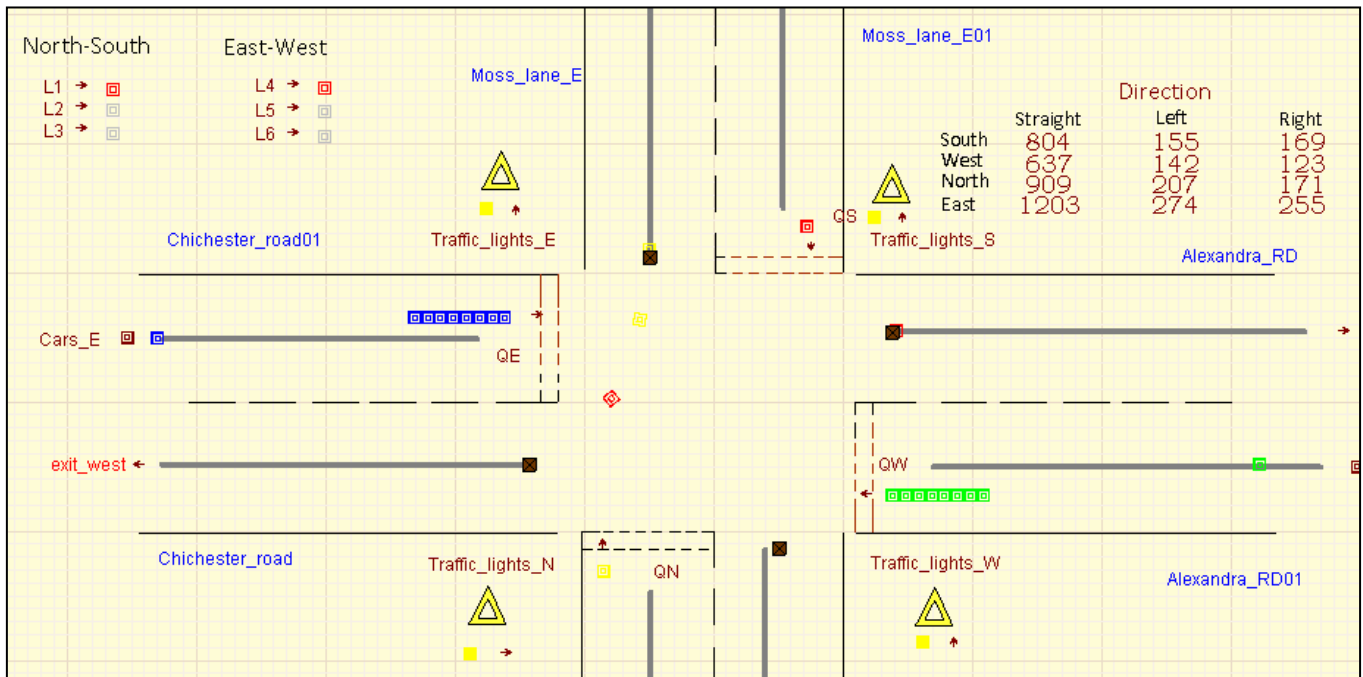 North-South East-West
L1 L4
L2 L5
L3 L6
Moss_lane_E
Moss_lane_E01
Direction
Straight Left Right
South 804 155 169
West 637 142 123
North 909 207 171
East 1203 274 255
QS
Chichester_road01
Traffic_lights_E
Traffic_lights_S
Alexandra_RD
Cars_E
QE
exit_west
QW
Chichester_road
Traffic_lights_N
QN
Traffic_lights_W
Alexandra_RD01